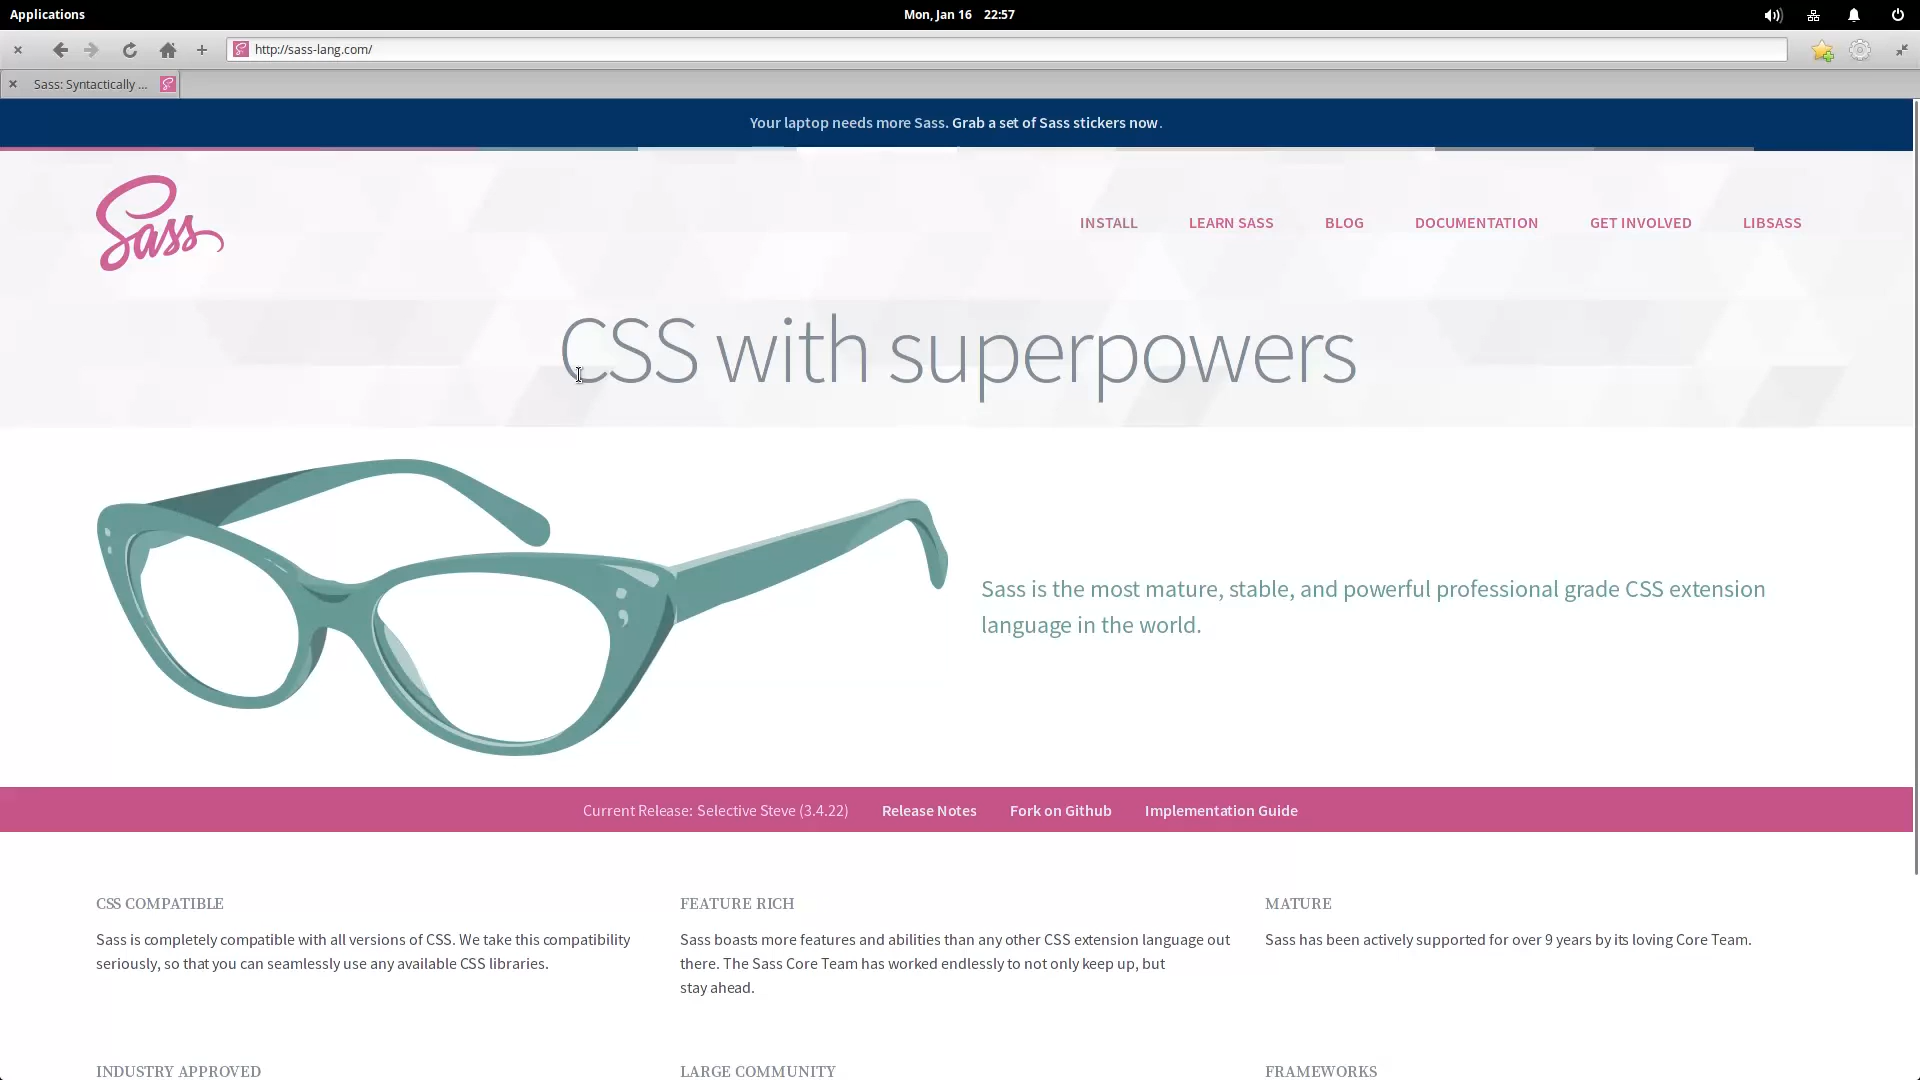 Applications
Mon, Jan 16 22:57
http://sass-lang.com/
Sass: Syntactically ...
Your laptop needs more Sass. Grab a set of Sass stickers now.
Sass
INSTALL
LEARN SASS
BLOG
DOCUMENTATION
GET INVOLVED
LIBSASS
CSS with superpowers
Sass is the most mature, stable, and powerful professional grade CSS extension
language in the world.
Current Release: Selective Steve (3.4.22)
Release Notes
Fork on Github
Implementation Guide
CSS COMPATIBLE
Sass is completely compatible with all versions of CSS. We take this compatibility
seriously, so that you can seamlessly use any available CSS libraries.
FEATURE RICH
Sass boasts more features and abilities than any other CSS extension language out
there. The Sass Core Team has worked endlessly to not only keep up, but
stay ahead.
MATURE
Sass has been actively supported for over 9 years by its loving Core Team.
INDUSTRY APPROVED
LARGE COMMUNITY
FRAMEWORKS